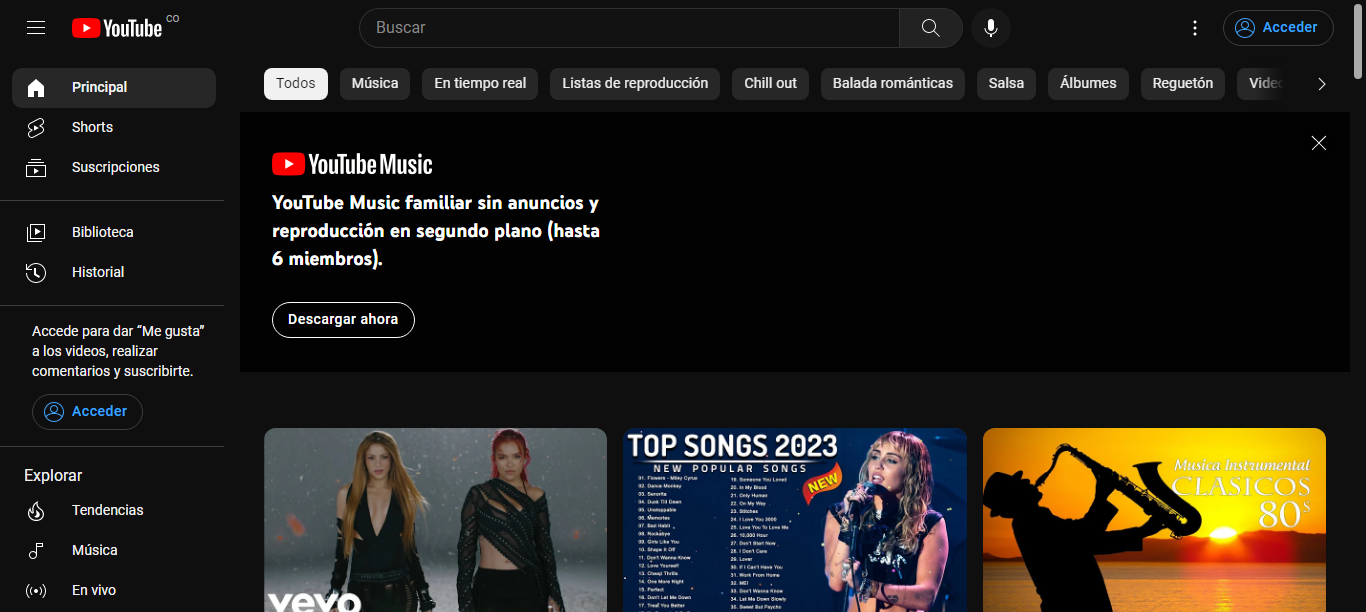 YouTube CO
Buscar
Acceder
Principal
Shorts
Suscripciones
Biblioteca
Historial
Accede para dar “Me gusta”
a los videos, realizar
comentarios y suscribirte.
Acceder
Explorar
Tendencias
Música
En vivo
Todos
Música
En tiempo real
Listas de reproducción
Chill out
Balada románticas
Salsa
Álbumes
Reguetón
YouTube Music
YouTube Music familiar sin anuncios y
reproducción en segundo plano (hasta
6 miembros).
Descargar ahora
vevo
TOP SONGS 2023
NEW POPULAR SONGS
NEW
01. Flowers - Miley Cyrus
02. Dance Monkey
03. Senorita
04. Dusk Till Dawn
05. Unstoppable
06. Memories
07. Bad Habit
08. Rockabye
09. Girls Like You
10. Shape It Off
11. Don't Wanna Know
12. Love Yourself
13. Cheap Thrills
14. One More Night
15. Perfect
16. Don't Let Me Down
17. Treat You Better
19. Someone You Loved
20. In My Blood
21. Only Human
22. On My Way
23. Stitches
24. I Love You 3000
25. Love You To Love Me
26. 10,000 Hour
27. Don't Start Now
28. I Don't Care
29. Lover
30. If I Can't Have You
31. Work From Home
32. ME!
33. Don't Wanna Know
34. Let Me Down Slowly
35. Sweet But Psycho
Musica Instrumental
CLASICOS
80s